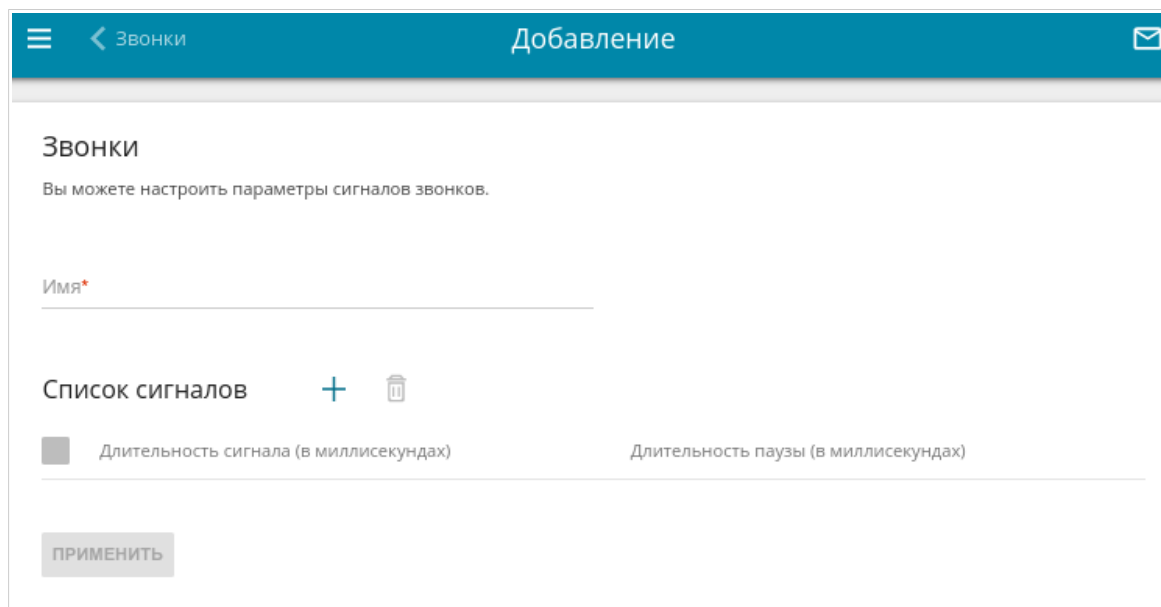 Звонки
Добавление
Звонки
Вы можете настроить параметры сигналов звонков.
Имя*
Список сигналов
Длительность сигнала (в миллисекундах) Длительность паузы (в миллисекундах)
ПРИМЕНИТЬ